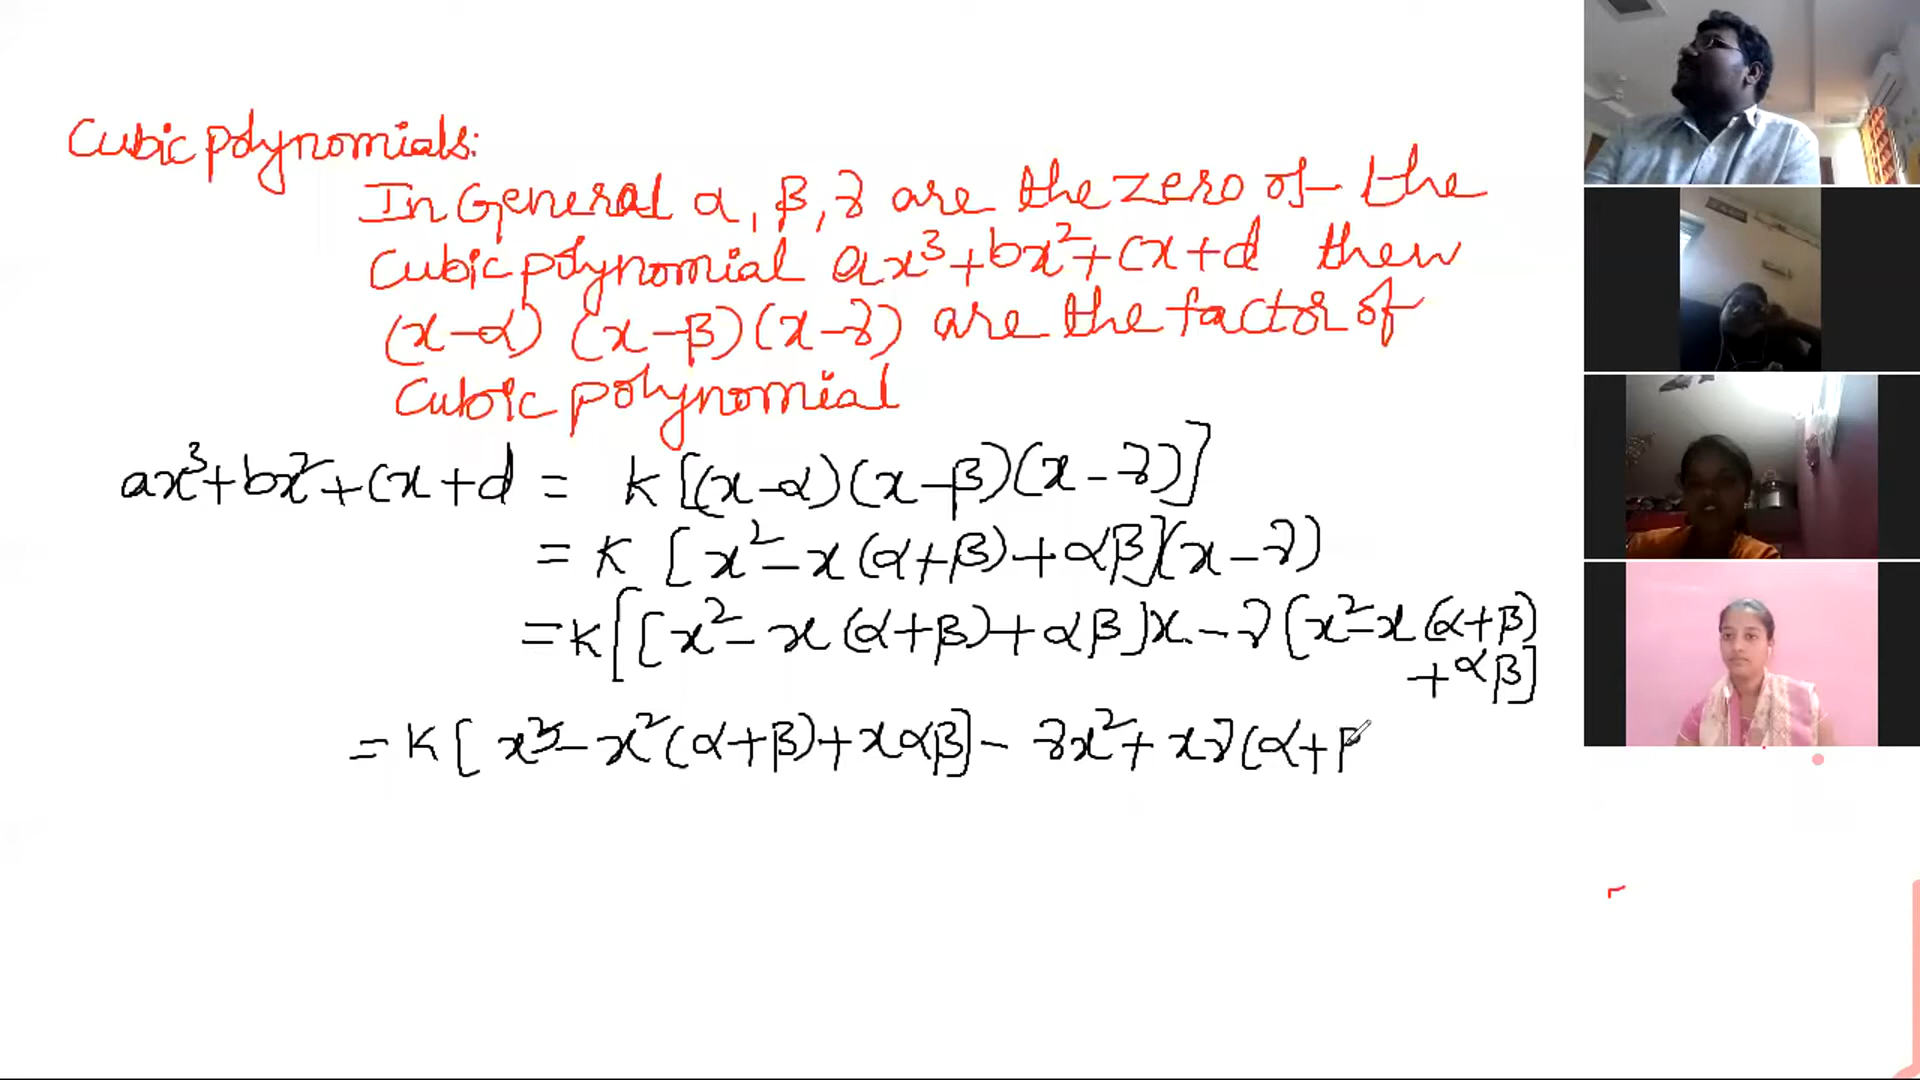 Cubic polynomials:
In General α, β, γ are the zero of the
cubic polynomial ax³+bx²+cx+d then
(x-α) (x-β)(x-γ) are the factor of
Cubic polynomial
ax³+bx²+cx+d = K[(x-α)(x-β)(x-γ)]
= K [x²-x(α+β)+αβ](x-γ)
=K[[x²-x(α+β)+αβ]x-γ[x²-x(α+β)
+αβ]
=K[x³-x²(α+β)+xαβ]-γx²+xγ(α+β